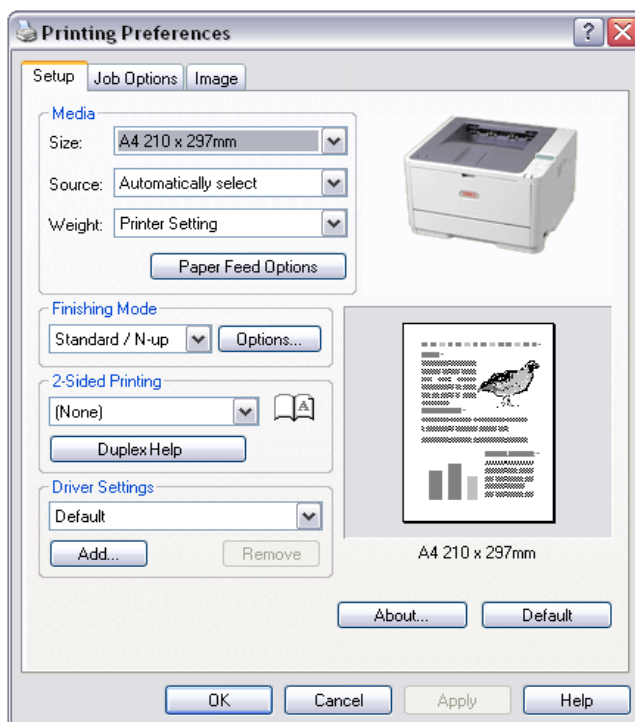 Printing Preferences
Setup Job Options Image
Media
Size: A4 210 x 297mm
Source: Automatically select
Weight: Printer Setting
Paper Feed Options
Finishing Mode
Standard / N-up Options...
2-Sided Printing
(None) A
Duplex Help
Driver Settings
Default
Add... Remove
A4 210 x 297mm
About... Default
OK Cancel Apply Help